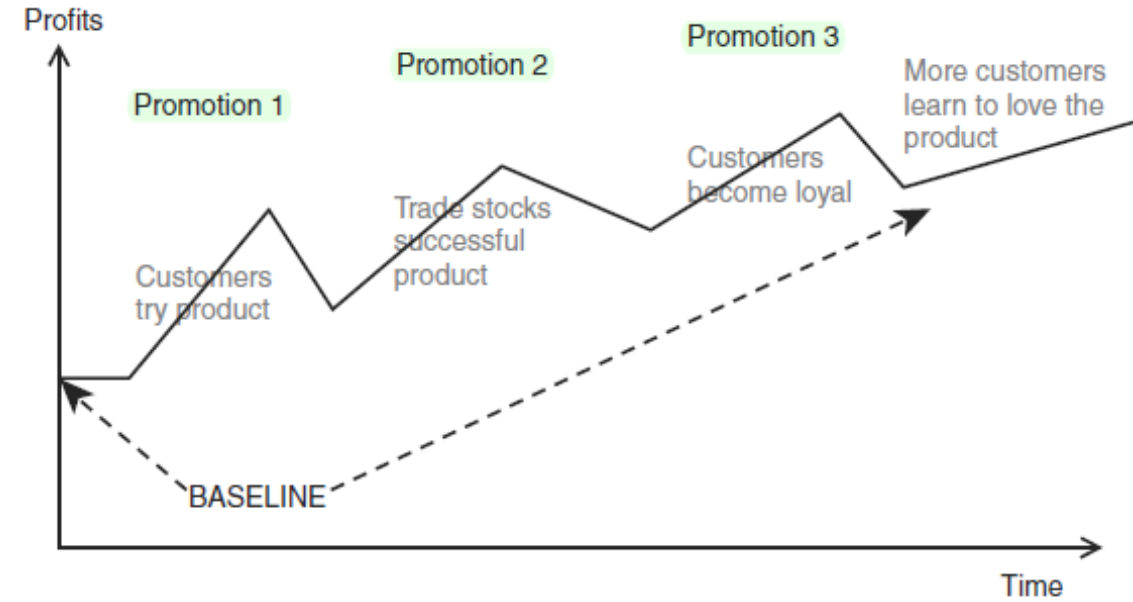 Profits
Promotion 1
Promotion 2
Promotion 3
Customers
try product
Trade stocks
successful
product
Customers
become loyal
More customers
learn to love the
product
BASELINE
Time